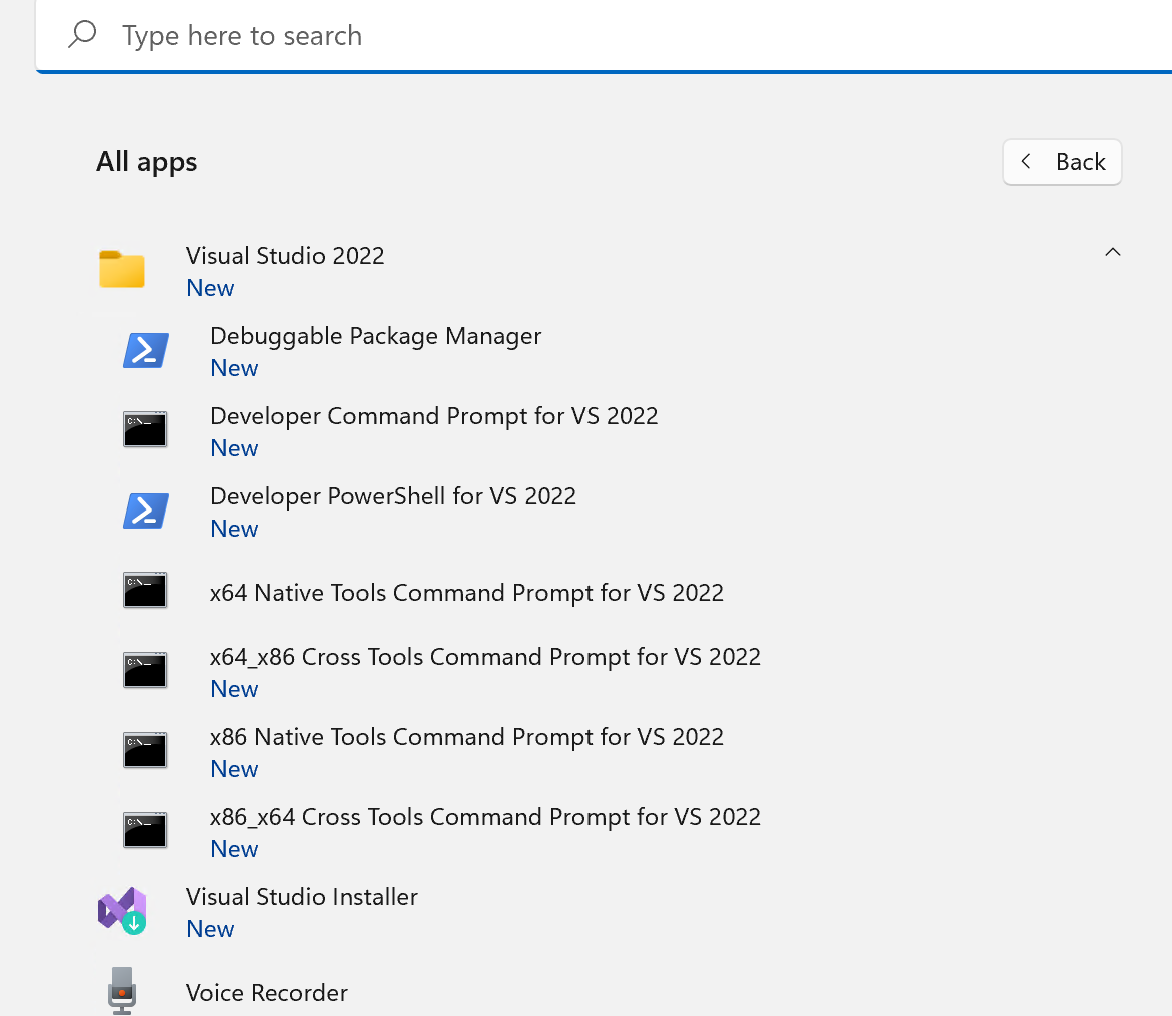 Type here to search
All apps
Back
Visual Studio 2022
New
Debuggable Package Manager
New
C:\_
Developer Command Prompt for VS 2022
New
Developer PowerShell for VS 2022
New
C:\_
x64 Native Tools Command Prompt for VS 2022
C:\_
x64_x86 Cross Tools Command Prompt for VS 2022
New
C:\_
x86 Native Tools Command Prompt for VS 2022
New
C:\_
x86_x64 Cross Tools Command Prompt for VS 2022
New
Visual Studio Installer
New
Voice Recorder